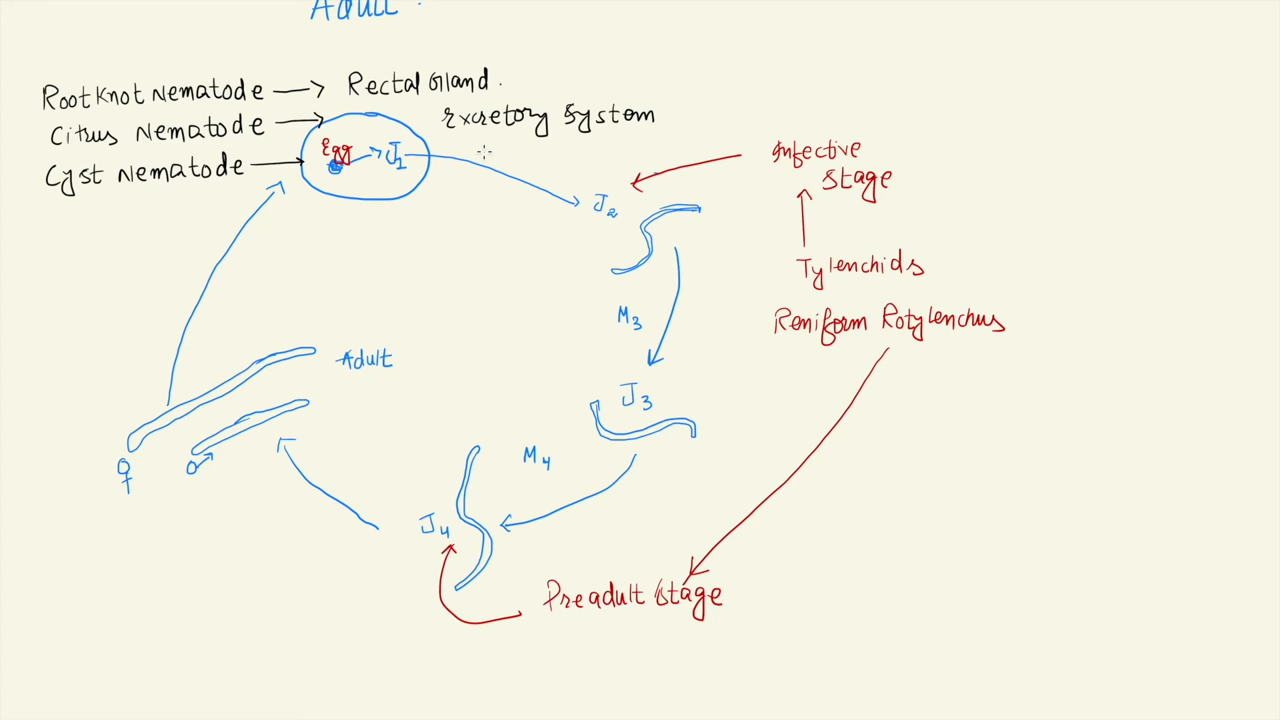 Adult.
Root Knot Nematode → Rectal Gland.
Citrus Nematode → Excretory System
Cyst Nematode →
Egg → J1
J2
Infective
Stage
Tylenchids
Reniform Rotylenchus
M3
Adult
J3
M4
♀ ♂
J4
Preadult Stage